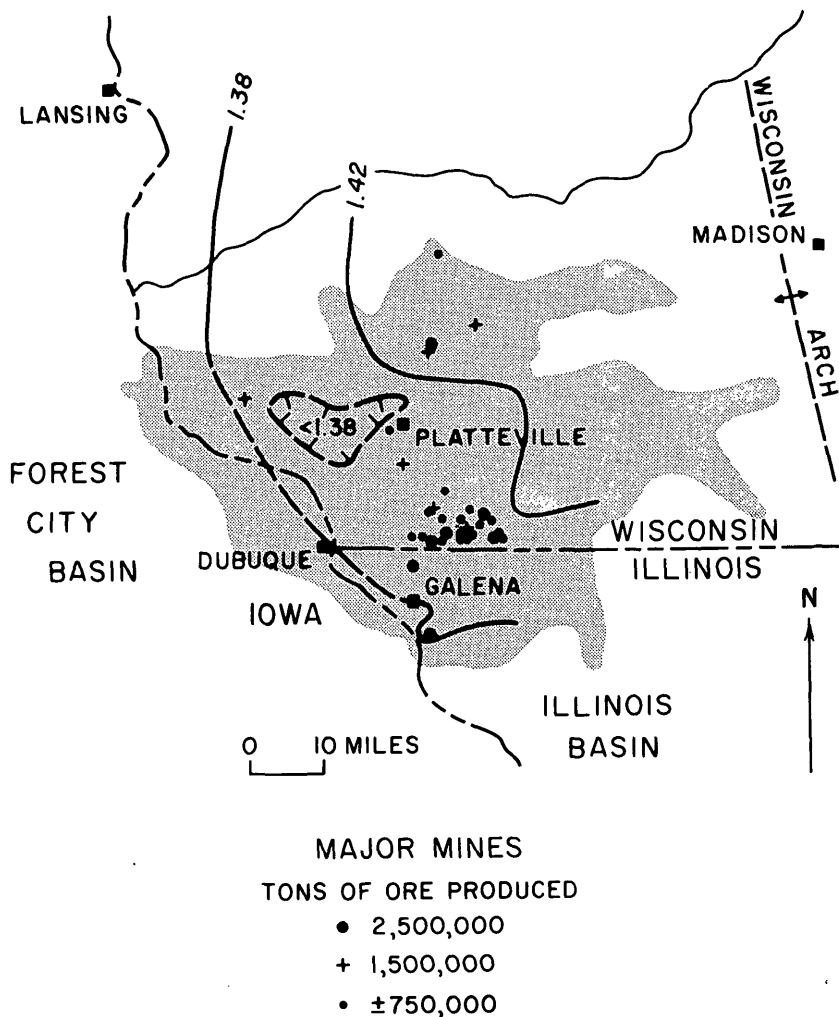 LANSING
1.38
1.42
WISCONSIN
ARCH
MADISON
<1.38
PLATTEVILLE
FOREST
CITY
BASIN
WISCONSIN
ILLINOIS
DUBUQUE
GALENA
IOWA
N
ILLINOIS
BASIN
0 10 MILES
MAJOR MINES
TONS OF ORE PRODUCED
2,500,000
+ 1,500,000
±750,000